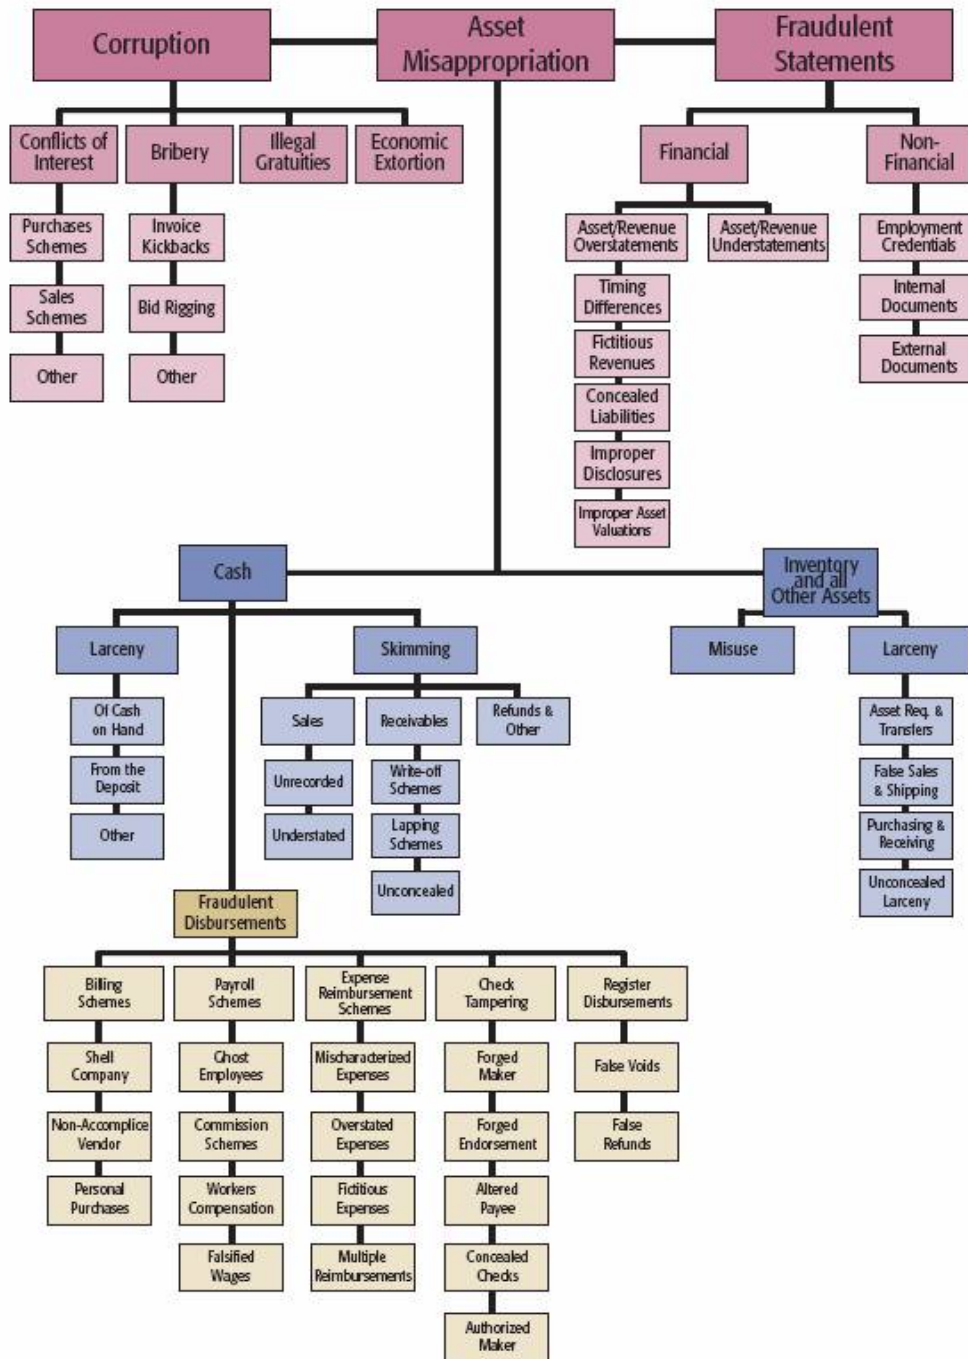 Corruption
Asset
Misappropriation
Fraudulent
Statements
Conflicts of
Interest
Bribery
Illegal
Gratuities
Economic
Extortion
Financial
Non-
Financial
Purchases
Schemes
Invoice
Kickbacks
Asset/Revenue
Overstatements
Asset/Revenue
Understatements
Employment
Credentials
Sales
Schemes
Bid Rigging
Timing
Differences
Internal
Documents
Other
Other
Fictitious
Revenues
External
Documents
Concealed
Liabilities
Improper
Disclosures
Improper Asset
Valuations
Cash
Inventory
and all
Other Assets
Larceny
Skimming
Misuse
Larceny
Of Cash
on Hand
Sales
Receivables
Refunds &
Other
Asset Req. &
Transfers
From the
Deposit
Unrecorded
Write-off
Schemes
False Sales
& Shipping
Other
Understated
Lapping
Schemes
Purchasing &
Receiving
Unconcealed
Unconcealed
Larceny
Fraudulent
Disbursements
Billing
Schemes
Payroll
Schemes
Expense
Reimbursement
Schemes
Check
Tampering
Register
Disbursements
Shell
Company
Ghost
Employees
Mischaracterized
Expenses
Forged
Maker
False Voids
Non-Accomplice
Vendor
Commission
Schemes
Overstated
Expenses
Forged
Endorsement
False
Refunds
Personal
Purchases
Workers
Compensation
Fictitious
Expenses
Altered
Payee
Falsified
Wages
Multiple
Reimbursements
Concealed
Checks
Authorized
Maker